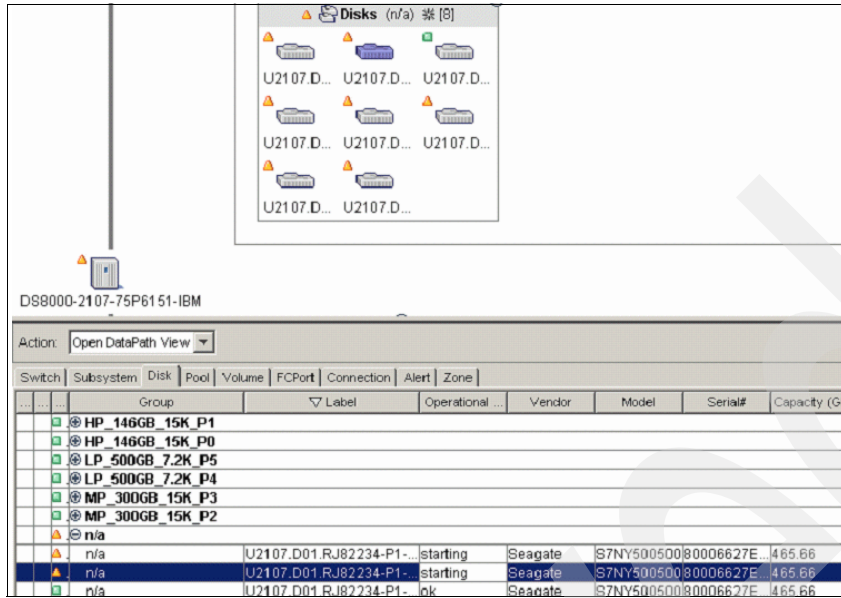 Disks (n/a) [8]
U2107.D... U2107.D... U2107.D...
U2107.D... U2107.D... U2107.D...
U2107.D... U2107.D...
DS8000-2107-75P6151-IBM
Action: Open DataPath View
Switch Subsystem Disk Pool Volume FCPort Connection Alert Zone
... ... ... Group Label Operational ... Vendor Model Serial# Capacity (G
HP_146GB_15K_P1
HP_146GB_15K_P0
LP_500GB_7.2K_P5
LP_500GB_7.2K_P4
MP_300GB_15K_P3
MP_300GB_15K_P2
n/a
n/a U2107.D01.RJ82234-P1-... starting Seagate S7NY500500 80006627E... 465.66
n/a U2107.D01.RJ82234-P1-... starting Seagate S7NY500500 80006627E... 465.66
n/a U2107.D01.RJ82234-P1-... ok Seagate S7NY500500 80006627E... 465.66